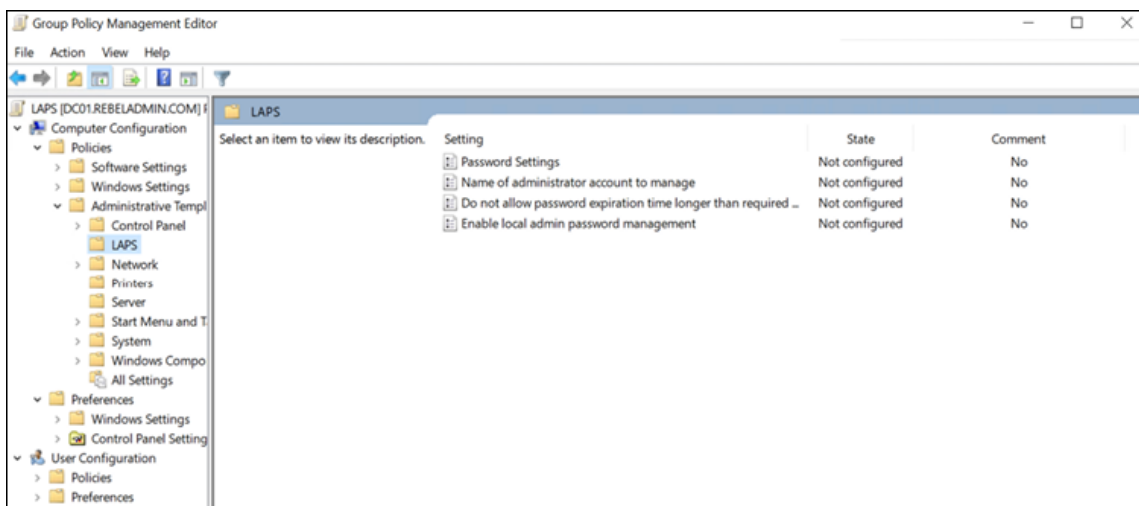 Group Policy Management Editor
File Action View Help
LAPS [DC01.REBELADMIN.COM] P
Computer Configuration
Policies
Software Settings
Windows Settings
Administrative Templ
Control Panel
LAPS
Network
Printers
Server
Start Menu and T
System
Windows Compo
All Settings
Preferences
Windows Settings
Control Panel Setting
User Configuration
Policies
Preferences
LAPS
Select an item to view its description.
Setting State Comment
Password Settings Not configured No
Name of administrator account to manage Not configured No
Do not allow password expiration time longer than required ... Not configured No
Enable local admin password management Not configured No